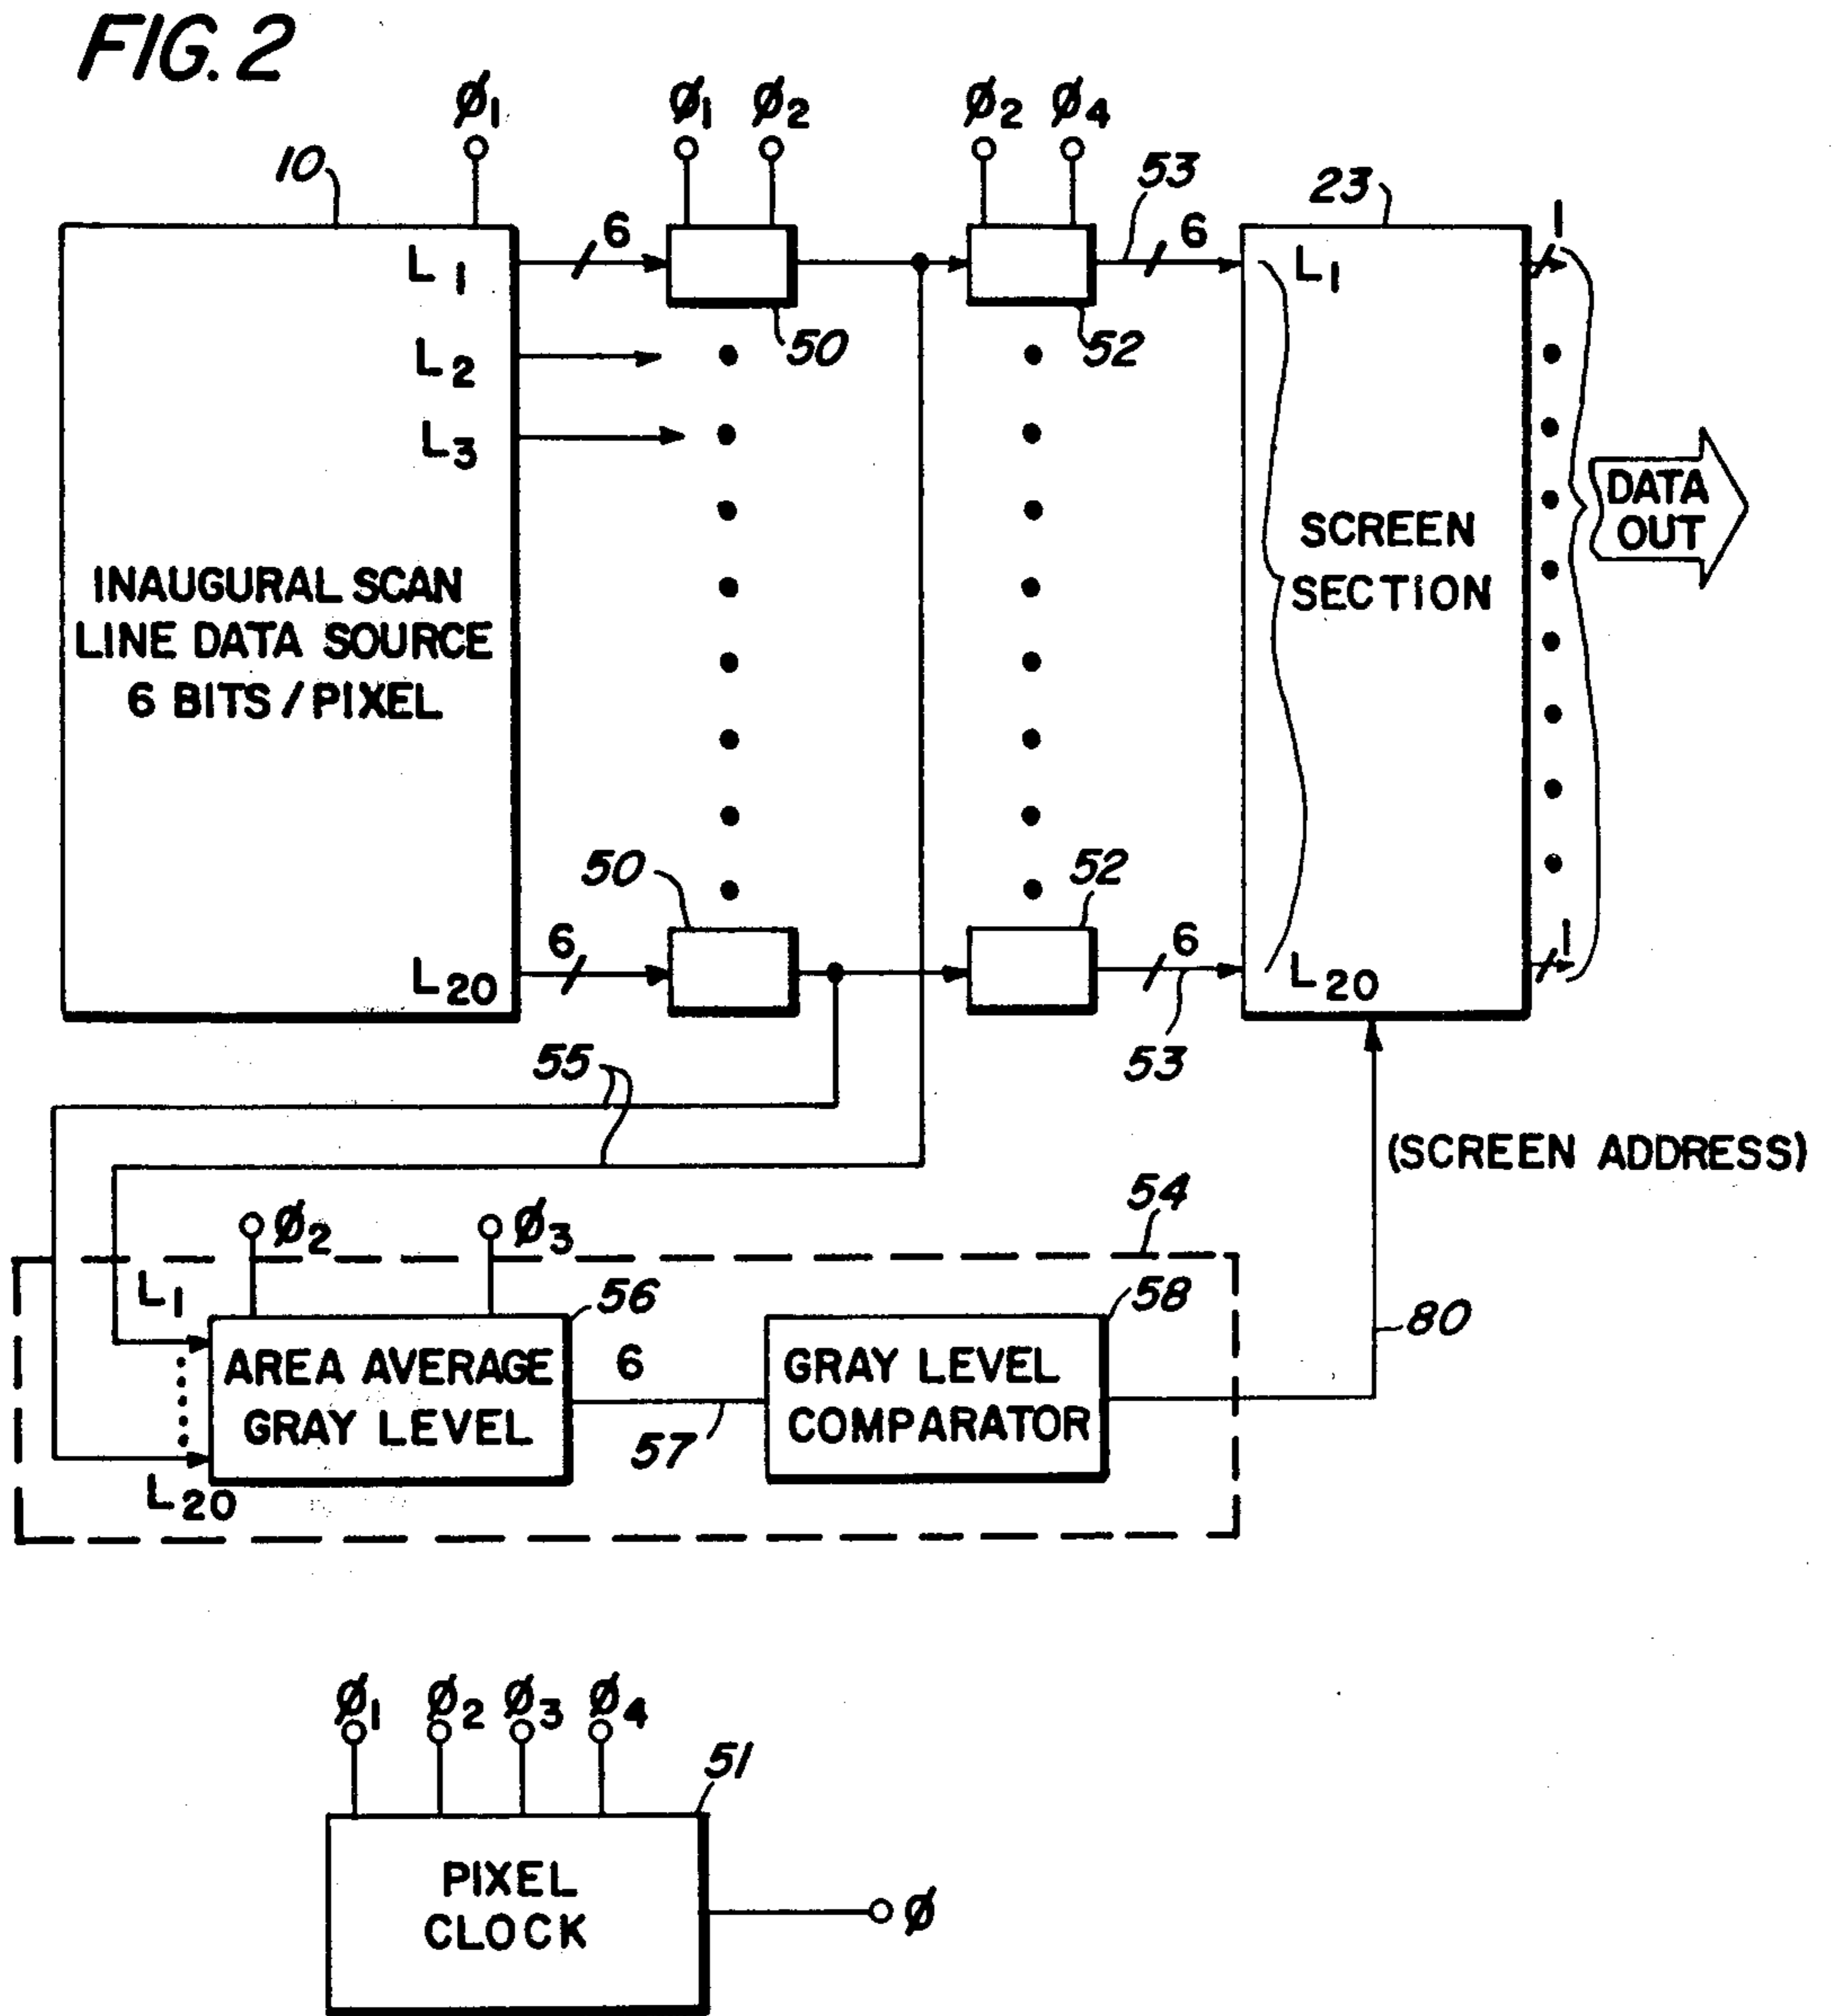 FIG. 2
ø1 ø1 ø2 ø2 ø4
10 53 23
L1 6 6 L1 1
50 52
L2
L3
DATA
OUT
SCREEN
SECTION
INAUGURAL SCAN
LINE DATA SOURCE
6 BITS / PIXEL
50 52
L20 6 6 L20 1
53
55
(SCREEN ADDRESS)
54
ø2 ø3
L1 56 58 80
AREA AVERAGE
GRAY LEVEL
6
57
GRAY LEVEL
COMPARATOR
L20
ø1 ø2 ø3 ø4
51
PIXEL
CLOCK
ø